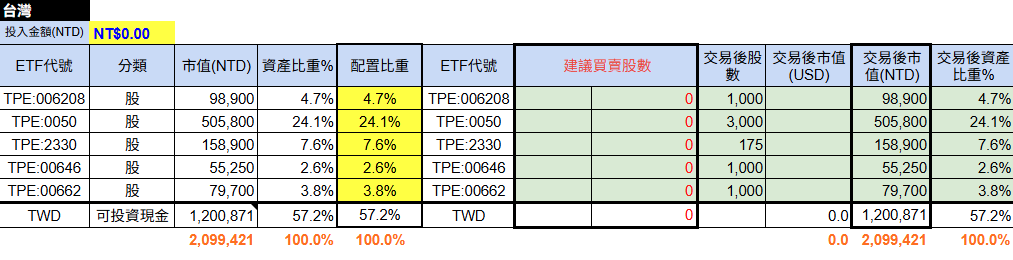 台灣
投入金額(NTD) NT$0.00
ETF代號 分類 市值(NTD) 資產比重% 配置比重 ETF代號 建議買賣股數 交易後股數 交易後市值(USD) 交易後市值(NTD) 交易後資產比重%
TPE:006208 股 98,900 4.7% 4.7% TPE:006208 0 1,000 98,900 4.7%
TPE:0050 股 505,800 24.1% 24.1% TPE:0050 0 3,000 505,800 24.1%
TPE:2330 股 158,900 7.6% 7.6% TPE:2330 0 175 158,900 7.6%
TPE:00646 股 55,250 2.6% 2.6% TPE:00646 0 1,000 55,250 2.6%
TPE:00662 股 79,700 3.8% 3.8% TPE:00662 0 1,000 79,700 3.8%
TWD 可投資現金 1,200,871 57.2% 57.2% TWD 0 0.0 1,200,871 57.2%
2,099,421 100.0% 100.0% 0.0 2,099,421 100.0%